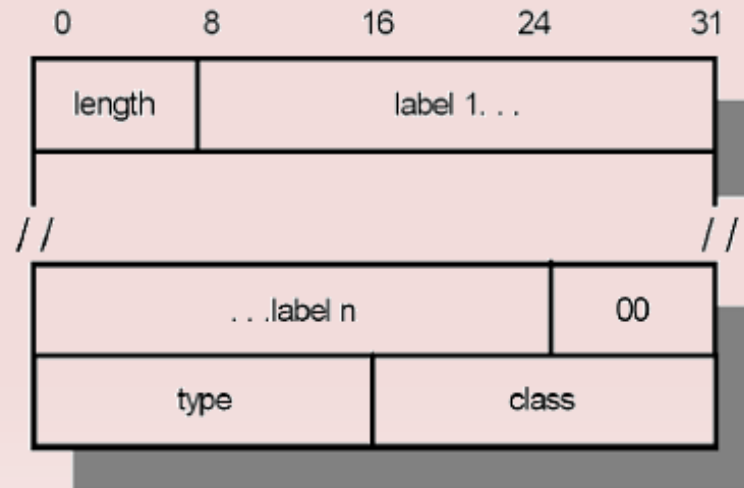 0 8 16 24 31
length label 1. . .
// //
. . .label n 00
type class